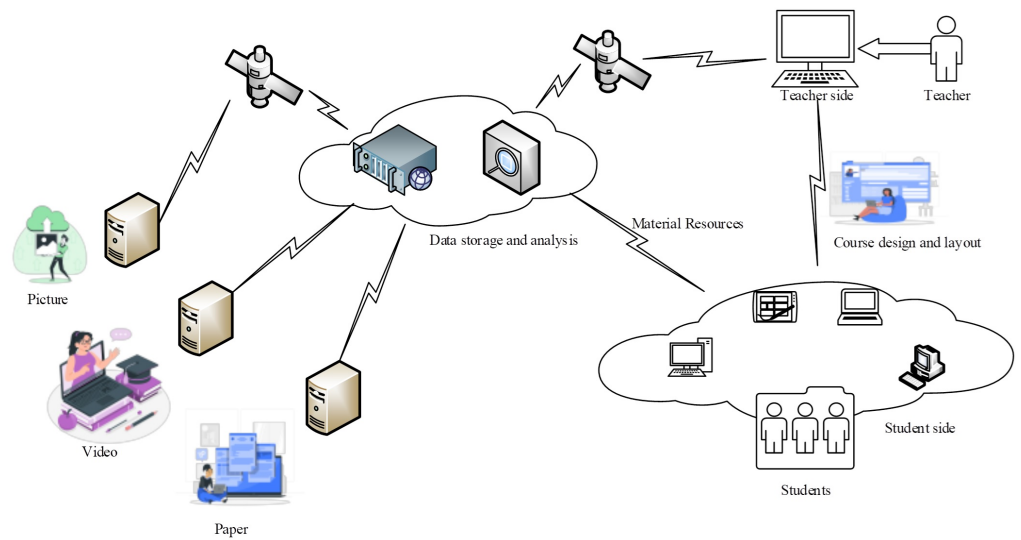 Teacher side
Teacher
Material Resources
Data storage and analysis
Course design and layout
Picture
Video
Student side
Students
Paper